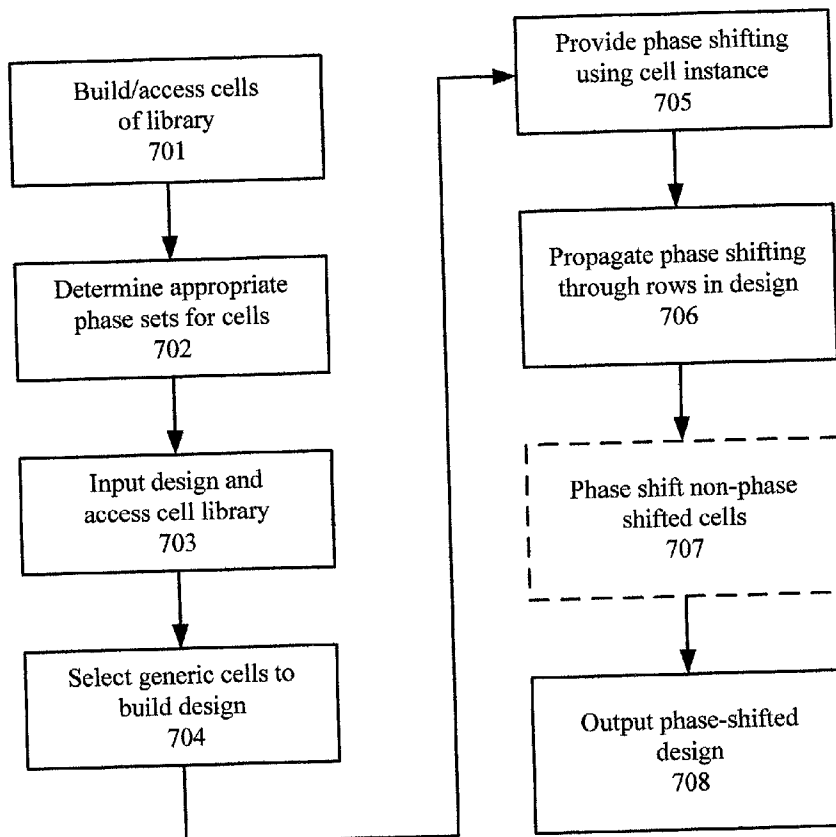 Build/access cells
of library
701
Determine appropriate
phase sets for cells
702
Input design and
access cell library
703
Select generic cells to
build design
704
Provide phase shifting
using cell instance
705
Propagate phase shifting
through rows in design
706
Phase shift non-phase
shifted cells
707
Output phase-shifted
design
708